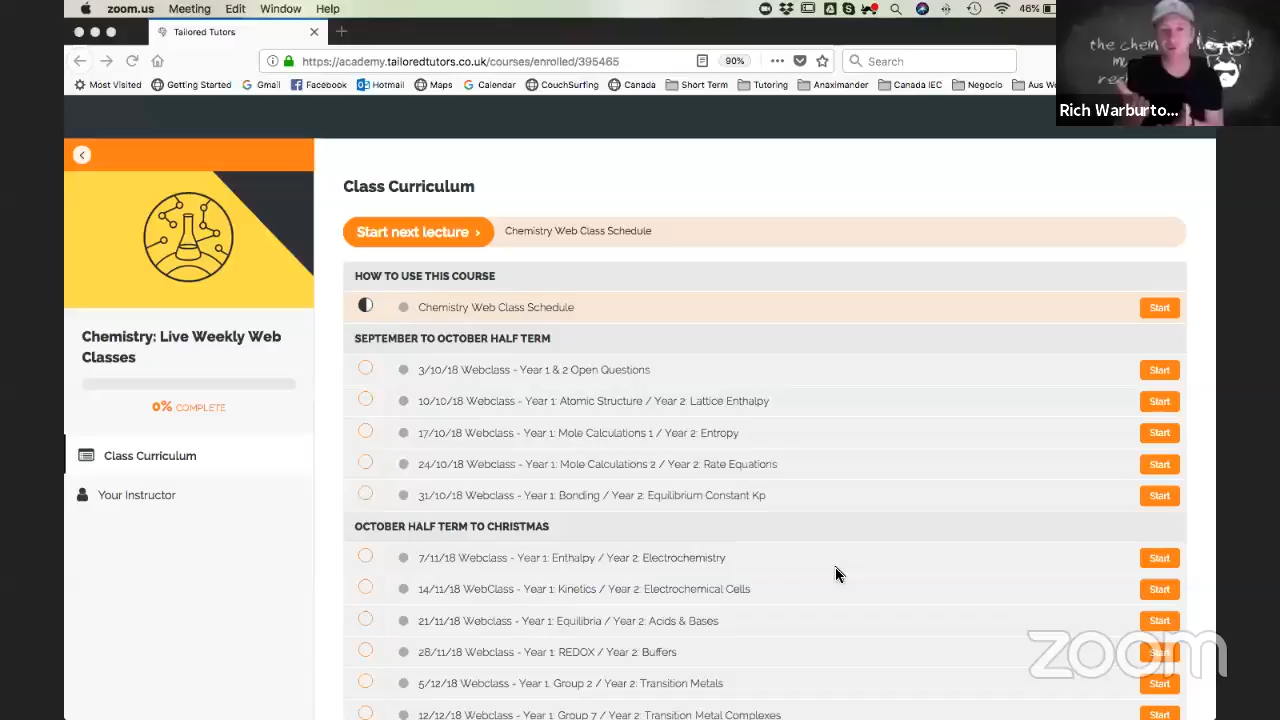 zoom.us Meeting Edit Window Help
46%
Tailored Tutors
https://academy.tailoredtutors.co.uk/courses/enrolled/395465
90%
Search
Most Visited Getting Started Gmail Facebook Hotmail Maps Calendar CouchSurfing Canada Short Term Tutoring Anaximander Canada IEC Negocio Aus Wo
the chem
m
re
Rich Warburto...
Class Curriculum
Start next lecture ›
Chemistry Web Class Schedule
HOW TO USE THIS COURSE
Chemistry Web Class Schedule
Start
SEPTEMBER TO OCTOBER HALF TERM
3/10/18 Webclass - Year 1 & 2 Open Questions
Start
10/10/18 Webclass - Year 1: Atomic Structure / Year 2: Lattice Enthalpy
Start
17/10/18 Webclass - Year 1: Mole Calculations 1 / Year 2: Entropy
Start
24/10/18 Webclass - Year 1: Mole Calculations 2 / Year 2: Rate Equations
Start
31/10/18 Webclass - Year 1: Bonding / Year 2: Equilibrium Constant Kp
Start
OCTOBER HALF TERM TO CHRISTMAS
7/11/18 Webclass - Year 1: Enthalpy / Year 2: Electrochemistry
Start
14/11/18 WebClass - Year 1: Kinetics / Year 2: Electrochemical Cells
Start
21/11/18 Webclass - Year 1: Equilibria / Year 2: Acids & Bases
Start
28/11/18 Webclass - Year 1: REDOX / Year 2: Buffers
Start
5/12/18 Webclass - Year 1, Group 2 / Year 2: Transition Metals
Start
12/12/18 Webclass - Year 1: Group 7 / Year 2: Transition Metal Complexes
Start
Chemistry: Live Weekly Web
Classes
0% COMPLETE
Class Curriculum
Your Instructor
zoom